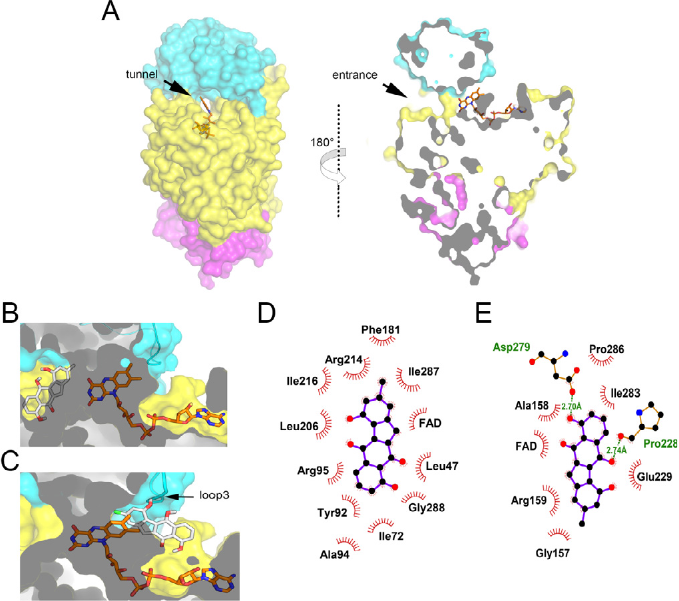 A
tunnel
entrance
180°
B
C
loop3
D
Phe181
Arg214
Ile216
Ile287
Leu206
FAD
Arg95
Leu47
Tyr92
Gly288
Ile72
Ala94
E
Asp279
Pro286
Ile283
Ala158
2.70Å
FAD
Pro228
2.74Å
Glu229
Arg159
Gly157